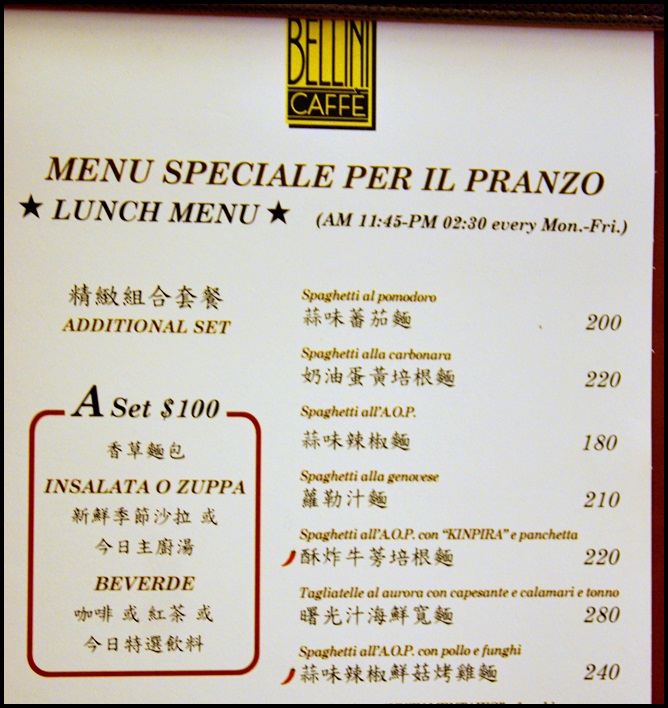 BELLINI
CAFFÈ
MENU SPECIALE PER IL PRANZO
★ LUNCH MENU ★ (AM 11:45-PM 02:30 every Mon.-Fri.)
精緻組合套餐
ADDITIONAL SET
A Set $100
香草麵包
INSALATA O ZUPPA
新鮮季節沙拉 或
今日主廚湯
BEVERDE
咖啡 或 紅茶 或
今日特選飲料
Spaghetti al pomodoro
蒜味蕃茄麵 200
Spaghetti alla carbonara
奶油蛋黃培根麵 220
Spaghetti all'A.O.P.
蒜味辣椒麵 180
Spaghetti alla genovese
蘿勒汁麵 210
Spaghetti all'A.O.P. con "KINPIRA" e panchetta
酥炸牛蒡培根麵 220
Tagliatelle al aurora con capesante e calamari e tonno
曙光汁海鮮寬麵 280
Spaghetti all'A.O.P. con pollo e funghi
蒜味辣椒鮮菇烤雞麵 240